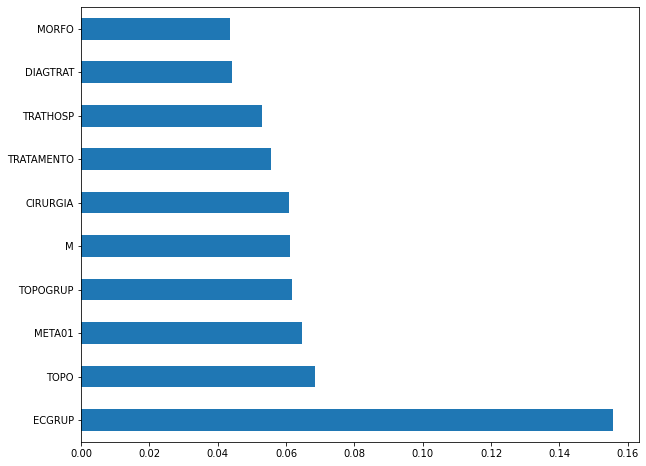 MORFO
DIAGTRAT
TRATHOSP
TRATAMENTO
CIRURGIA
M
TOPOGRUP
META01
TOPO
ECGRUP
0.00 0.02 0.04 0.06 0.08 0.10 0.12 0.14 0.16